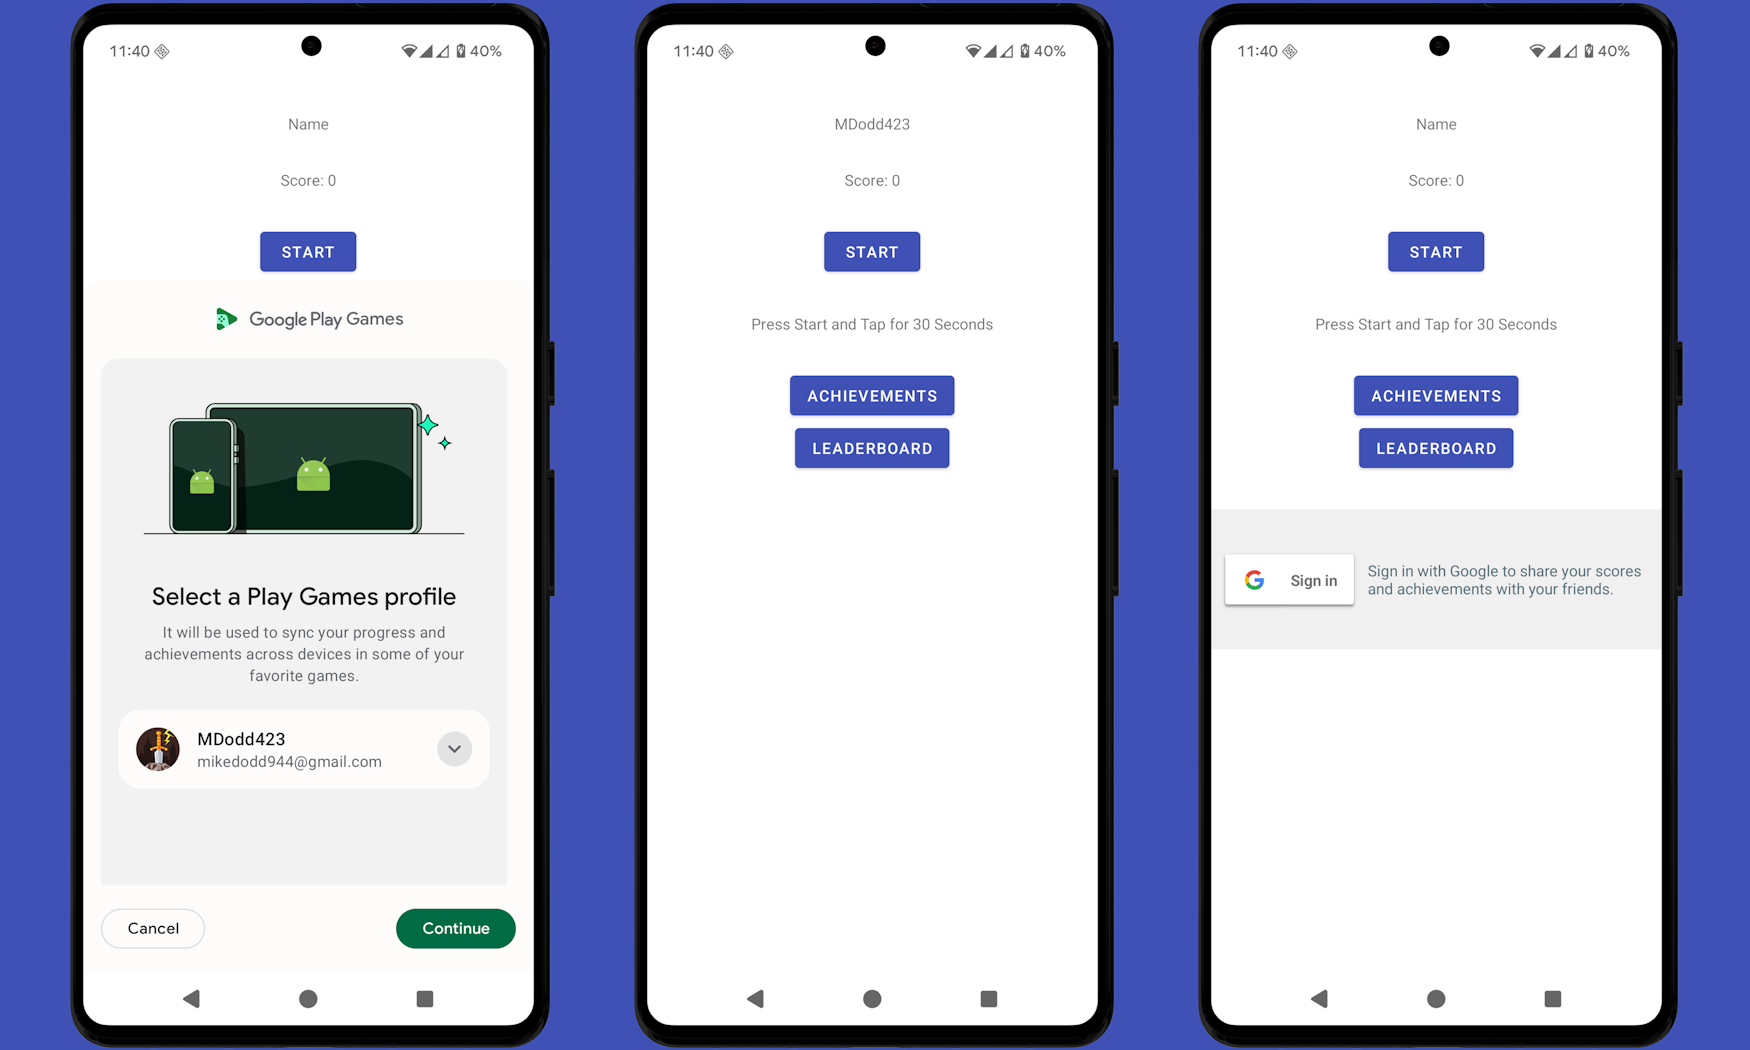 11:40
40%
Name
Score: 0
START
Google Play Games
Select a Play Games profile
It will be used to sync your progress and
achievements across devices in some of your
favorite games.
MDodd423
mikedodd944@gmail.com
Cancel
Continue
11:40
40%
MDodd423
Score: 0
START
Press Start and Tap for 30 Seconds
ACHIEVEMENTS
LEADERBOARD
11:40
40%
Name
Score: 0
START
Press Start and Tap for 30 Seconds
ACHIEVEMENTS
LEADERBOARD
Sign in
Sign in with Google to share your scores
and achievements with your friends.